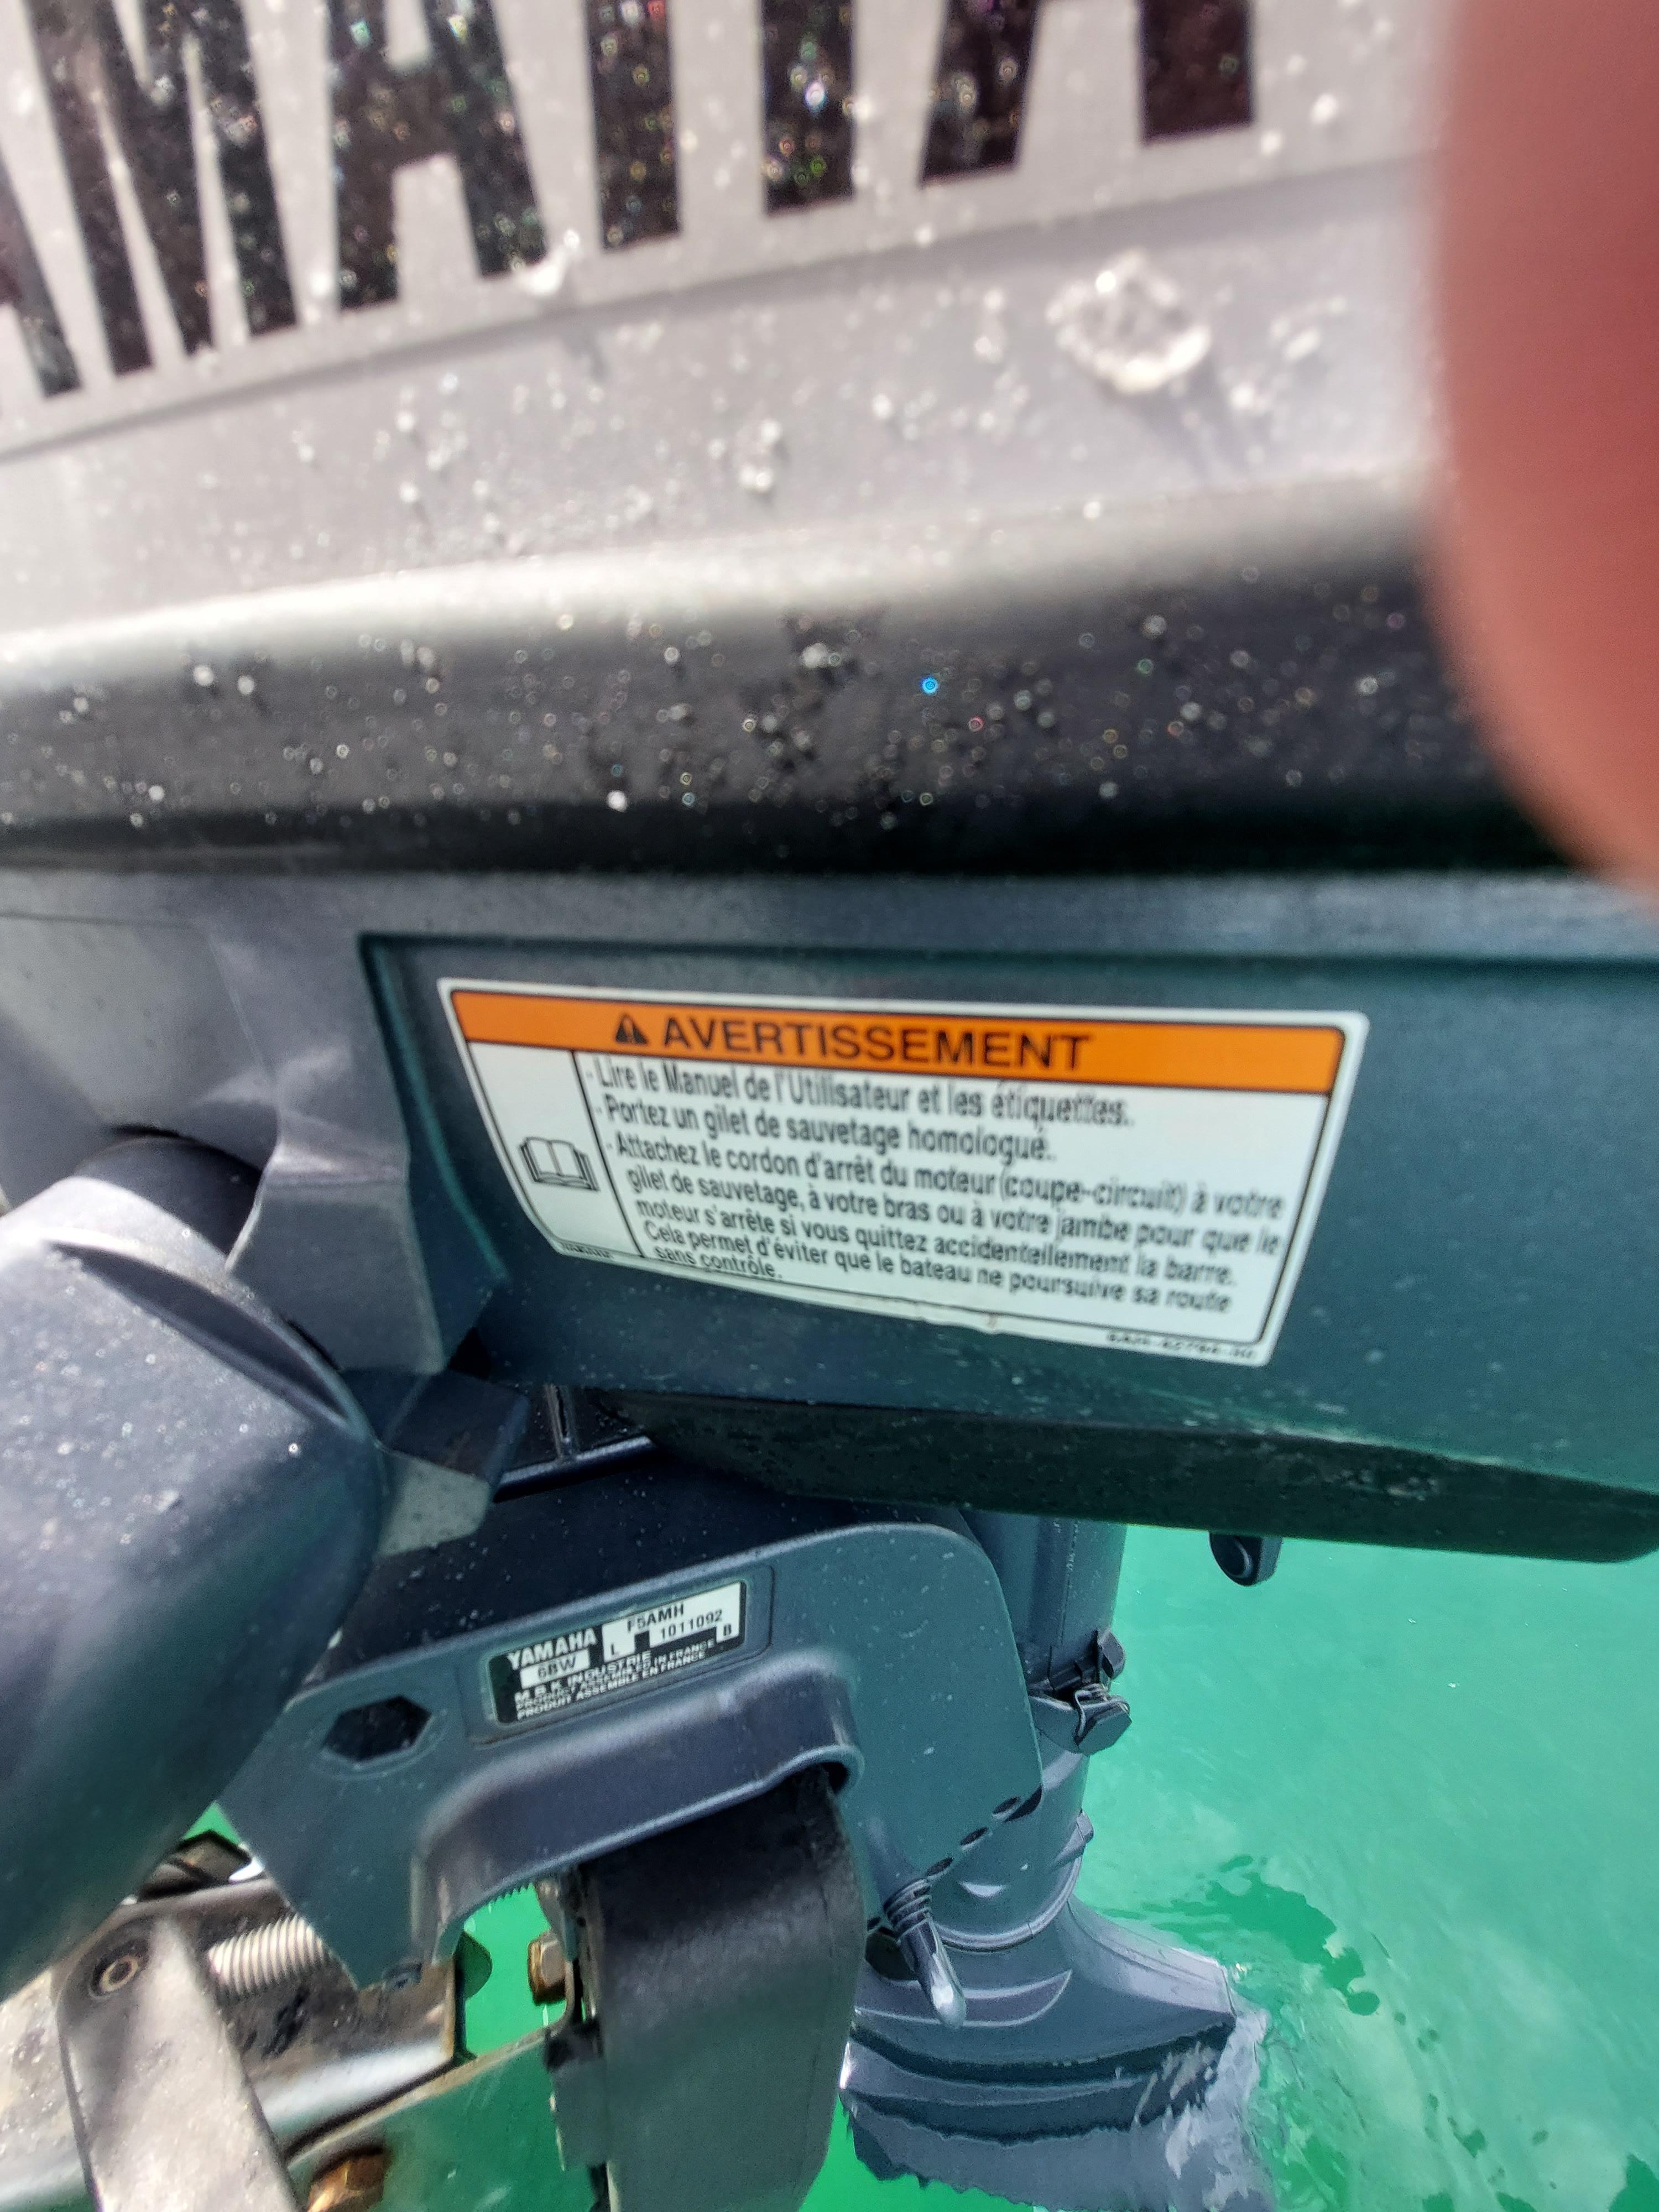 AMAHA
AVERTISSEMENT
- Lire le Manuel de l'Utilisateur et les étiquettes.
- Portez un gilet de sauvetage homologué.
- Attachez le cordon d'arrêt du moteur (coupe-circuit) à votre
gilet de sauvetage, à votre bras ou à votre jambe pour que le
moteur s'arrête si vous quittez accidentellement la barre.
Cela permet d'éviter que le bateau ne poursuive sa route
sans contrôle.
YAMAHA F5AMH
6BW L 1011092 B
M B K INDUSTRIE
PRODUCT ASSEMBLED IN FRANCE
PRODUIT ASSEMBLE EN FRANCE